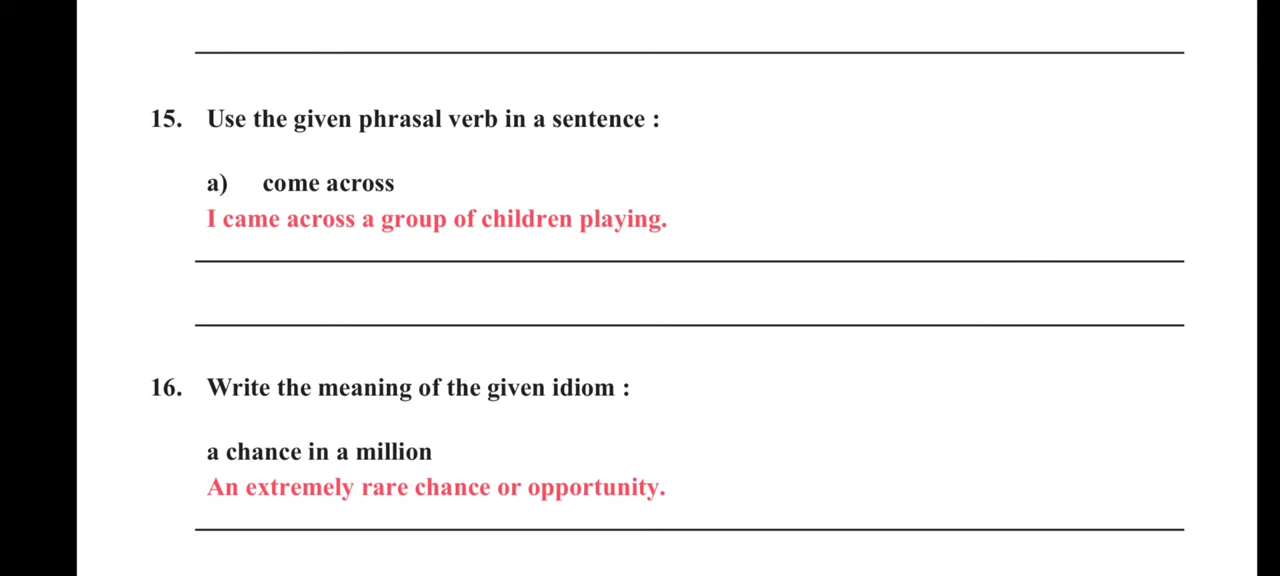 15. Use the given phrasal verb in a sentence :
a) come across
I came across a group of children playing.
16. Write the meaning of the given idiom :
a chance in a million
An extremely rare chance or opportunity.